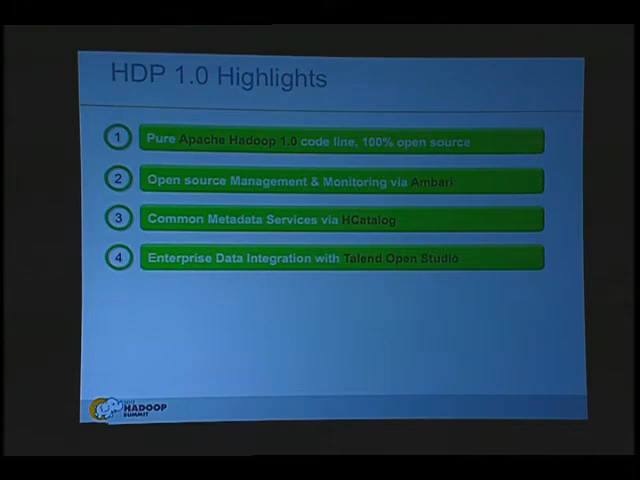 HDP 1.0 Highlights
1 Pure Apache Hadoop 1.0 code line, 100% open source
2 Open source Management & Monitoring via Ambari
3 Common Metadata Services via HCatalog
4 Enterprise Data Integration with Talend Open Studio
HADOOP
SUMMIT